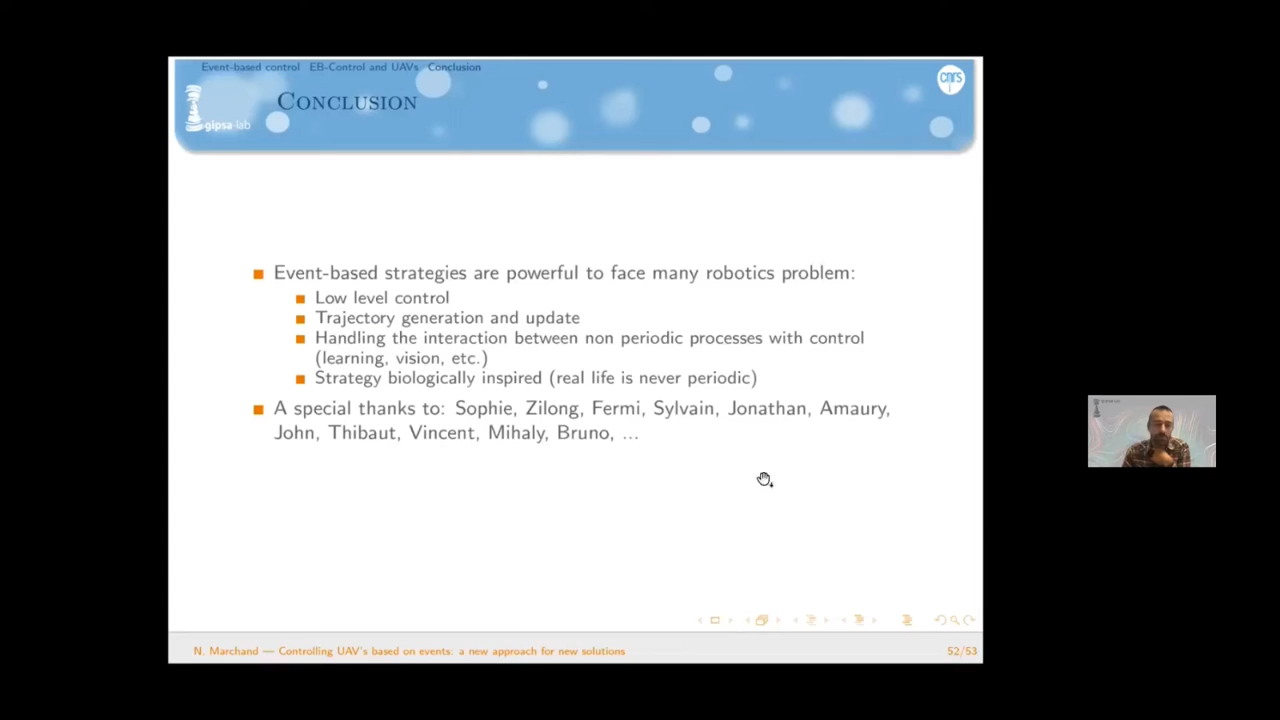 Event-based control EB-Control and UAVs Conclusion
CONCLUSION
gipsa-lab
cnrs
Event-based strategies are powerful to face many robotics problem:
Low level control
Trajectory generation and update
Handling the interaction between non periodic processes with control
(learning, vision, etc.)
Strategy biologically inspired (real life is never periodic)
A special thanks to: Sophie, Zilong, Fermi, Sylvain, Jonathan, Amaury,
John, Thibaut, Vincent, Mihaly, Bruno, ...
N. Marchand — Controlling UAV's based on events: a new approach for new solutions
52/53